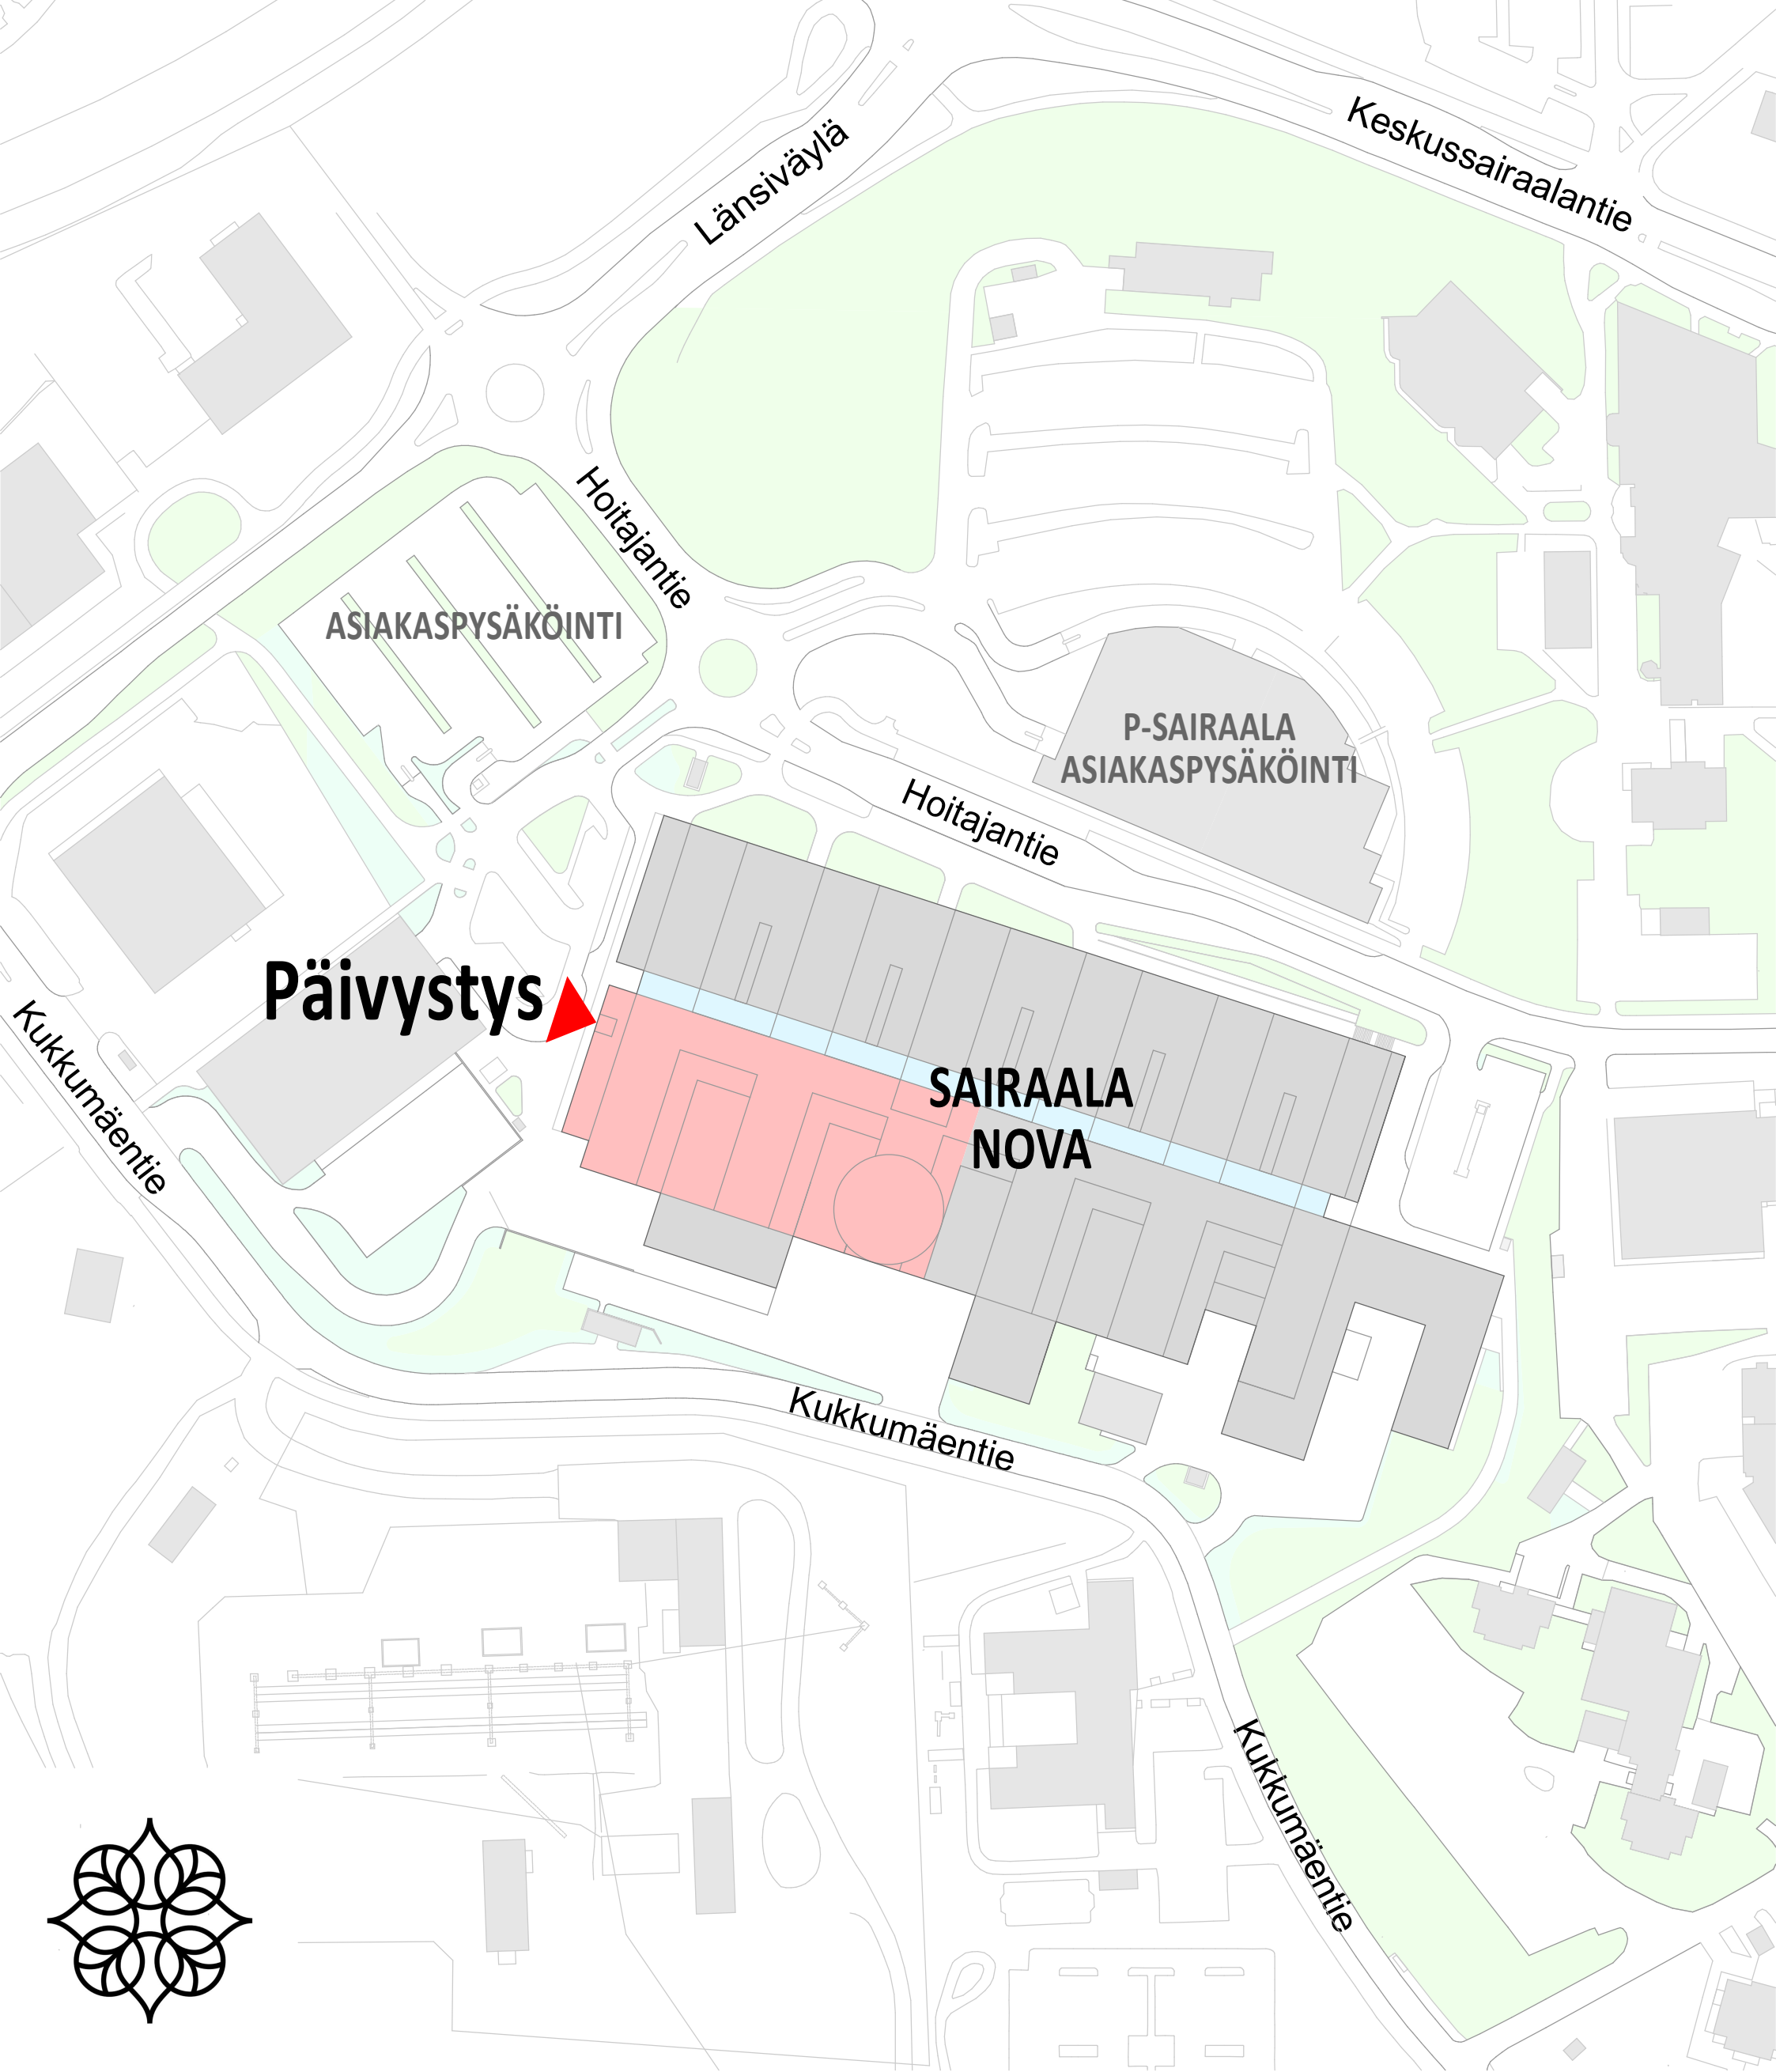 Keskussairaalantie
Länsiväylä
Hoitajantie
ASIAKASPYSÄKÖINTI
P-SAIRAALA
ASIAKASPYSÄKÖINTI
Hoitajantie
Päivystys
Kukkumäentie
SAIRAALA
NOVA
Kukkumäentie
Kukkumäentie